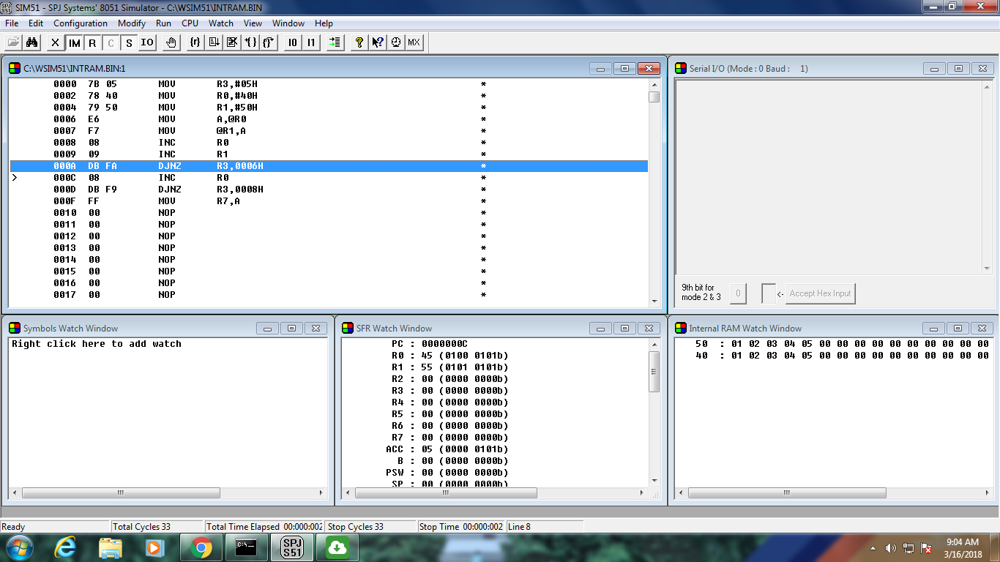 SIM51 - SPJ Systems' 8051 Simulator - C:\WSIM51\INTRAM.BIN
File Edit Configuration Modify Run CPU Watch View Window Help
X IM R C S IO {r} *{} {}* I0 I1 ? ? MX
C:\WSIM51\INTRAM.BIN:1
0000 7B 05 MOV R3,#05H *
0002 78 40 MOV R0,#40H *
0004 79 50 MOV R1,#50H *
0006 E6 MOV A,@R0 *
0007 F7 MOV @R1,A *
0008 08 INC R0 *
0009 09 INC R1 *
000A DB FA DJNZ R3,0006H *
> 000C 08 INC R0 *
000D DB F9 DJNZ R3,0008H *
000F FF MOV R7,A *
0010 00 NOP *
0011 00 NOP *
0012 00 NOP *
0013 00 NOP *
0014 00 NOP *
0015 00 NOP *
0016 00 NOP *
0017 00 NOP *
Serial I/O (Mode : 0 Baud : 1)
9th bit for
mode 2 & 3
0
<- Accept Hex Input
Symbols Watch Window
Right click here to add watch
SFR Watch Window
PC : 0000000C
R0 : 45 (0100 0101b)
R1 : 55 (0101 0101b)
R2 : 00 (0000 0000b)
R3 : 00 (0000 0000b)
R4 : 00 (0000 0000b)
R5 : 00 (0000 0000b)
R6 : 00 (0000 0000b)
R7 : 00 (0000 0000b)
ACC : 05 (0000 0101b)
B : 00 (0000 0000b)
PSW : 00 (0000 0000b)
SP : 00 (0000 0000b)
Internal RAM Watch Window
50 : 01 02 03 04 05 00 00 00 00 00 00 00 00 00 00
40 : 01 02 03 04 05 00 00 00 00 00 00 00 00 00 00
Ready Total Cycles 33 Total Time Elapsed 00:000:002 Stop Cycles 33 Stop Time 00:000:002 Line 8
C:\_
SPJ
S51
9:04 AM
3/16/2018